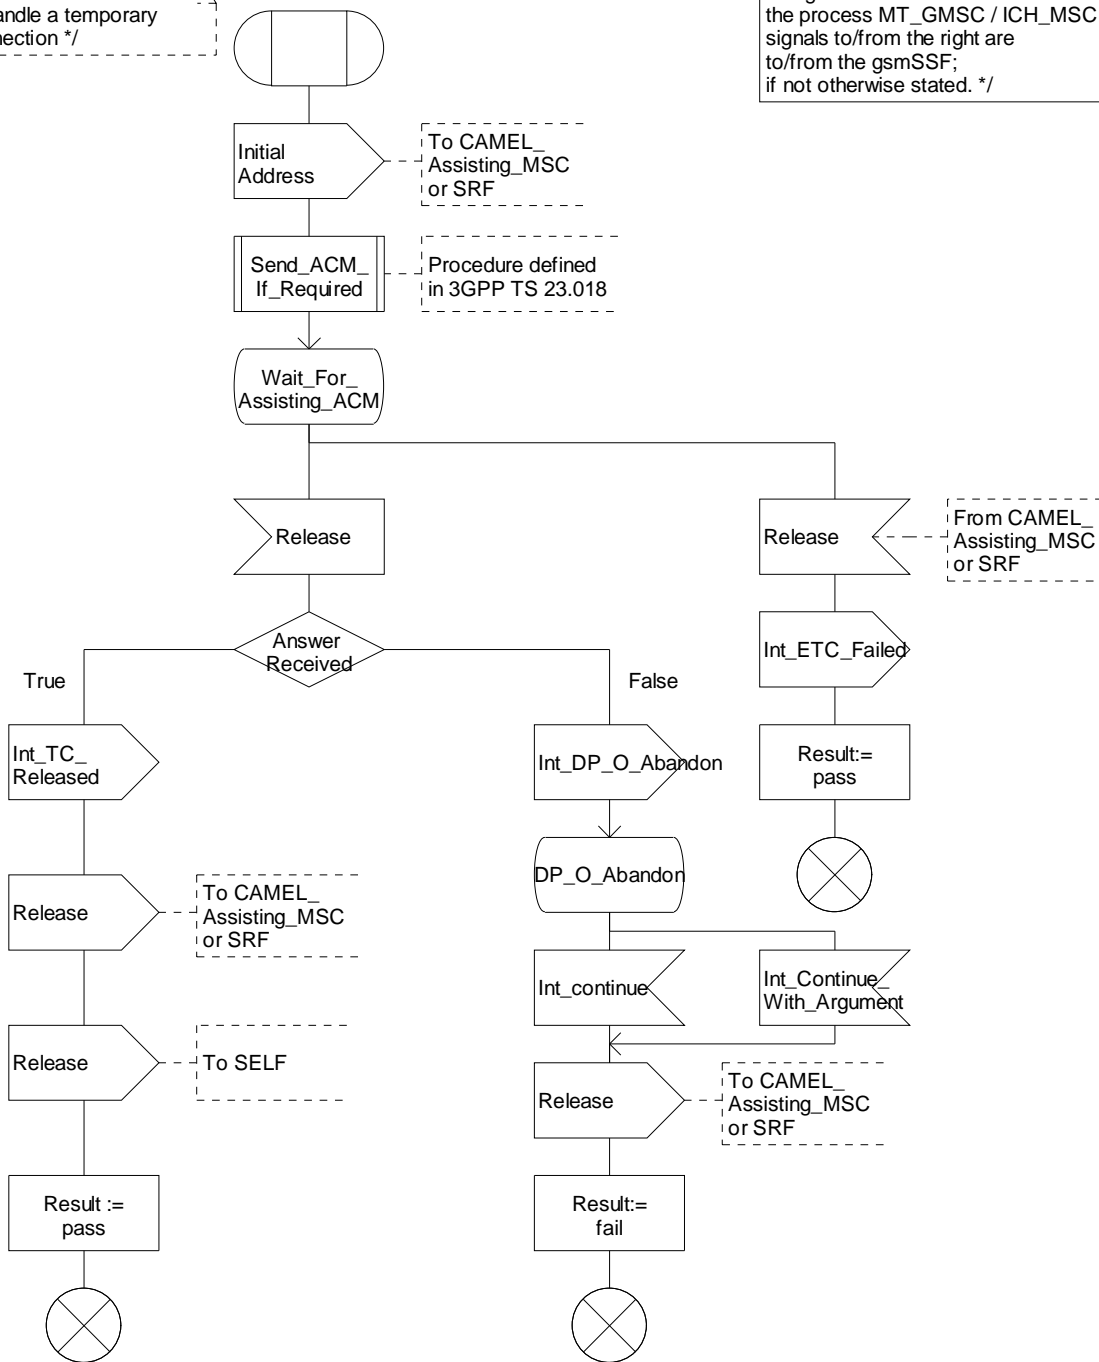 handle a temporary
nection */
the process MT_GMSC / ICH_MSC
signals to/from the right are
to/from the gsmSSF;
if not otherwise stated. */
Initial
Address
To CAMEL_
Assisting_MSC
or SRF
Send_ACM_
If_Required
Procedure defined
in 3GPP TS 23.018
Wait_For_
Assisting_ACM
Release
Release
From CAMEL_
Assisting_MSC
or SRF
Answer
Received
Int_ETC_Failed
True
False
Int_TC_
Released
Int_DP_O_Abandon
Result:=
pass
DP_O_Abandon
Release
To CAMEL_
Assisting_MSC
or SRF
Int_continue
Int_Continue_
With_Argument
Release
To SELF
Release
To CAMEL_
Assisting_MSC
or SRF
Result :=
pass
Result:=
fail